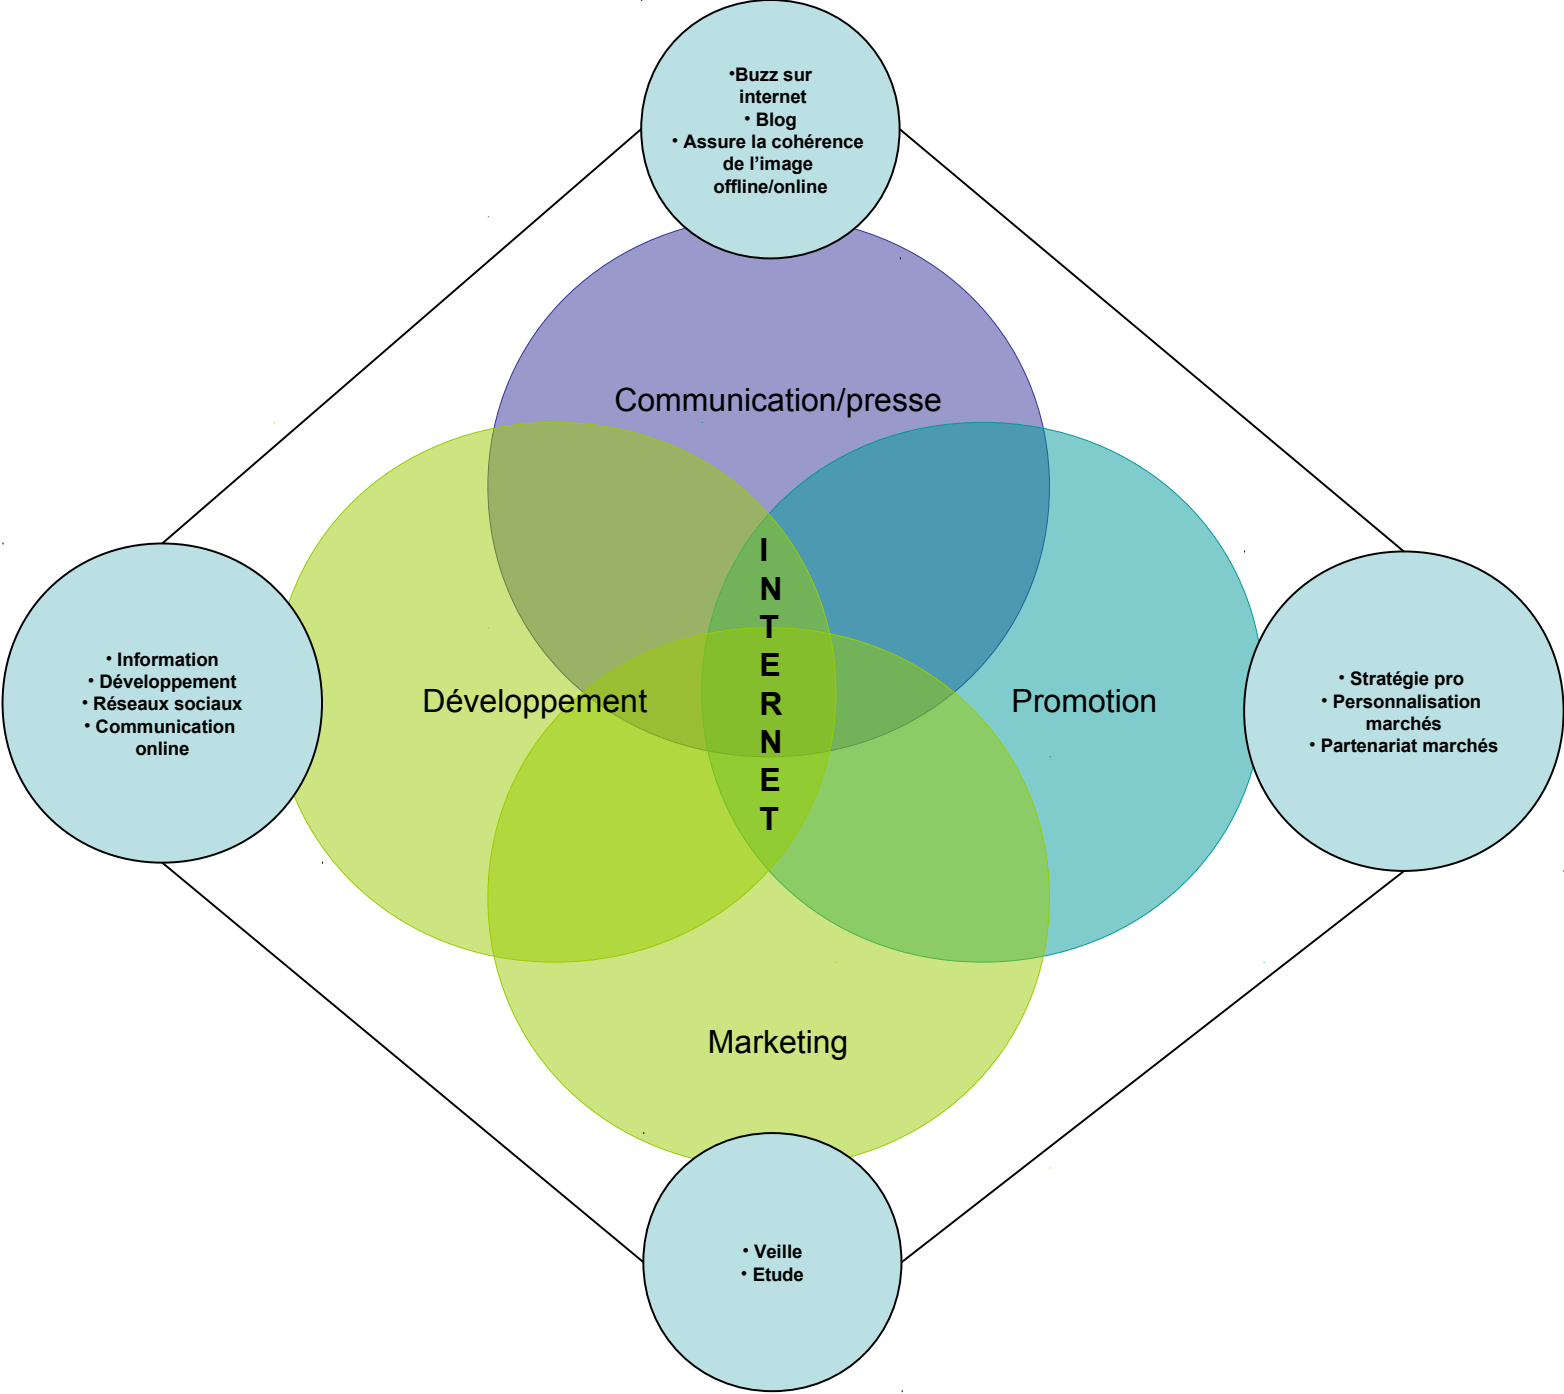 •Buzz sur
internet
• Blog
• Assure la cohérence
de l’image
offline/online
Communication/presse
I
N
T
E
R
N
E
T
• Information
• Développement
• Réseaux sociaux
• Communication
online
Développement
Promotion
• Stratégie pro
• Personnalisation
marchés
• Partenariat marchés
Marketing
• Veille
• Etude